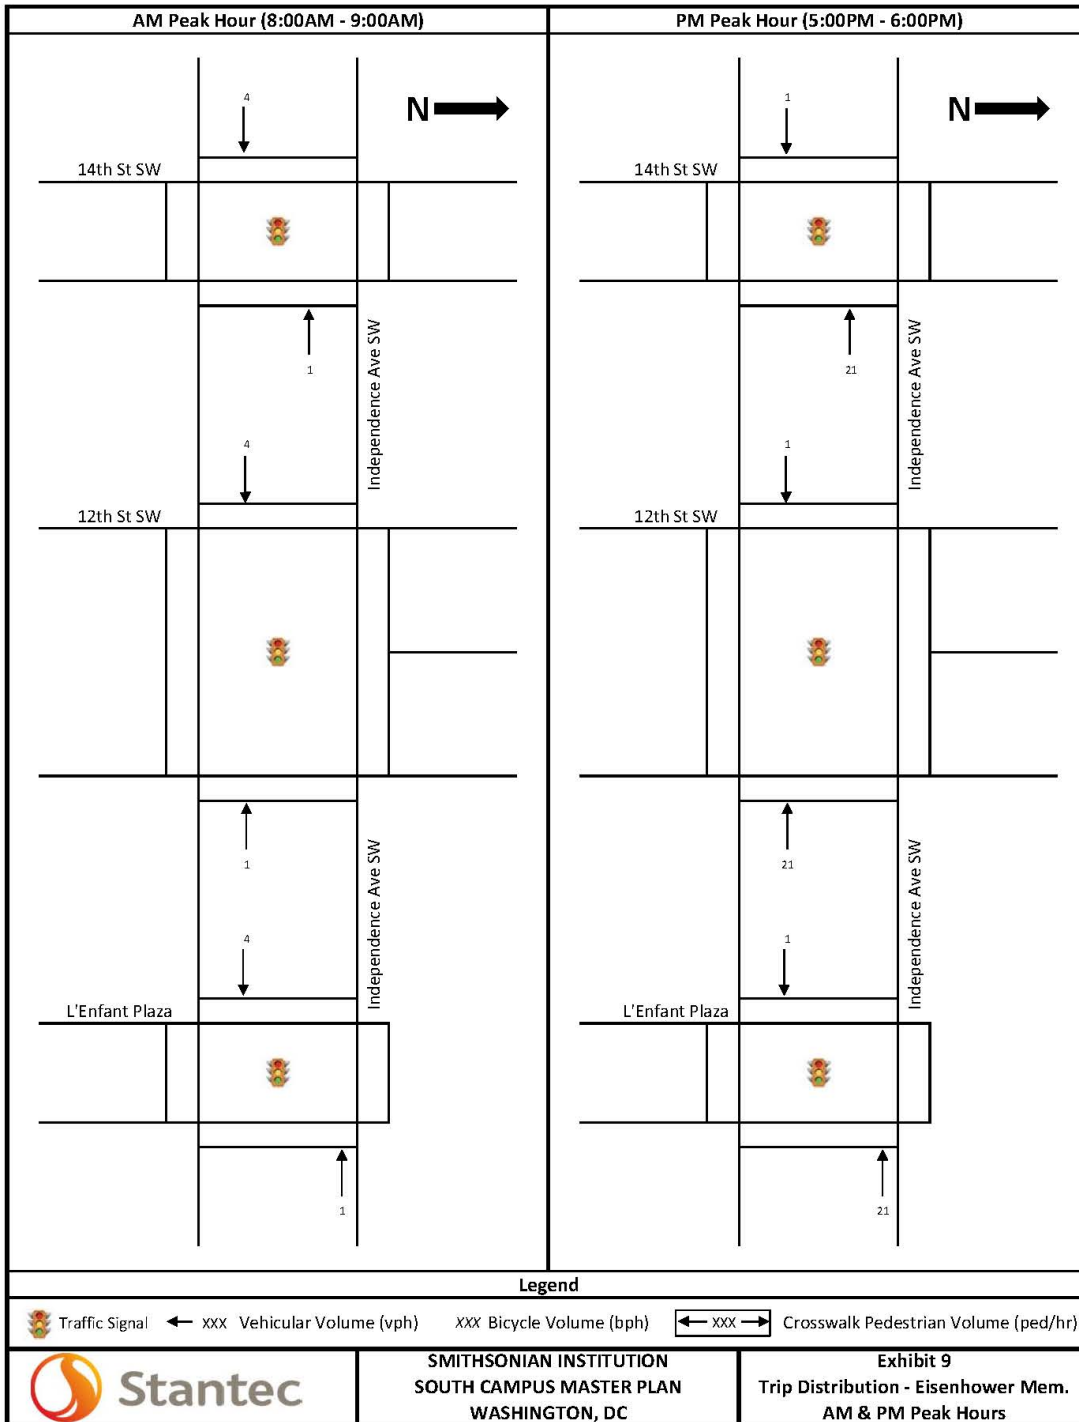 AM Peak Hour (8:00AM - 9:00AM)
4
N
14th St SW
1
Independence Ave SW
4
12th St SW
1
Independence Ave SW
4
L'Enfant Plaza
1
PM Peak Hour (5:00PM - 6:00PM)
1
N
14th St SW
21
Independence Ave SW
1
12th St SW
21
Independence Ave SW
1
L'Enfant Plaza
21
Legend
Traffic Signal
XXX Vehicular Volume (vph)
XXX Bicycle Volume (bph)
XXX Crosswalk Pedestrian Volume (ped/hr)
Stantec
SMITHSONIAN INSTITUTION
SOUTH CAMPUS MASTER PLAN
WASHINGTON, DC
Exhibit 9
Trip Distribution - Eisenhower Mem.
AM & PM Peak Hours